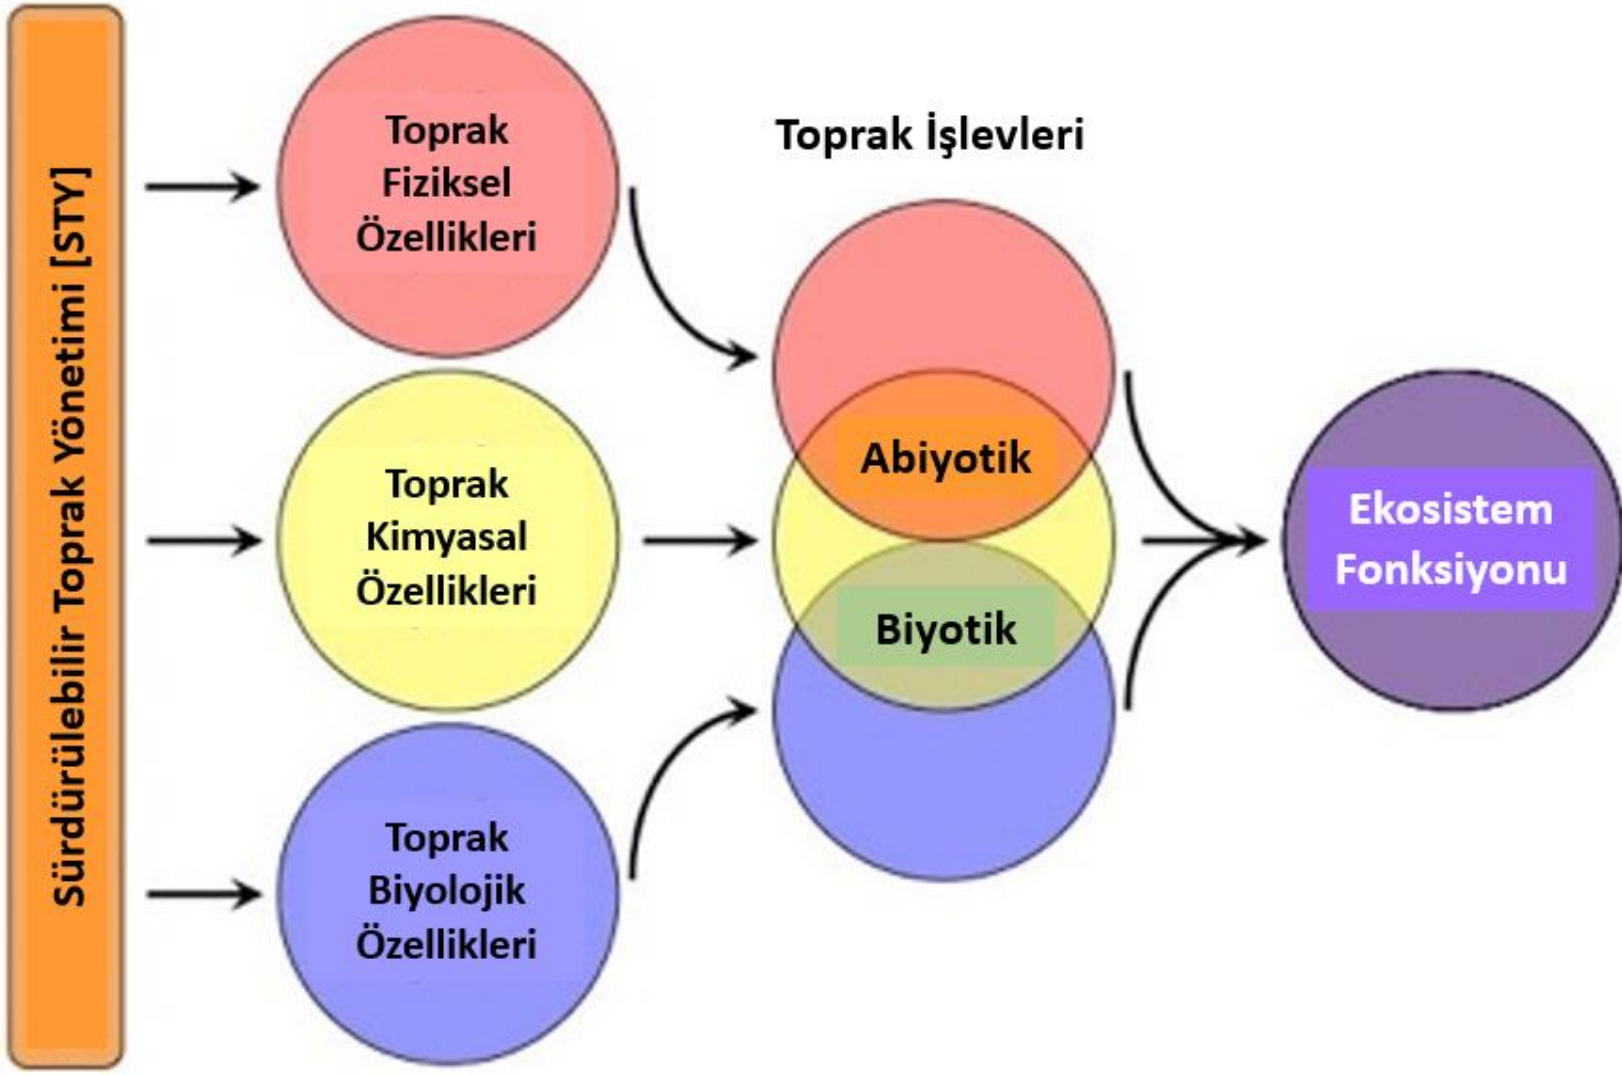 Sürdürülebilir Toprak Yönetimi [STY]
Toprak
Fiziksel
Özellikleri
Toprak
Kimyasal
Özellikleri
Toprak
Biyolojik
Özellikleri
Toprak İşlevleri
Abiyotik
Biyotik
Ekosistem
Fonksiyonu